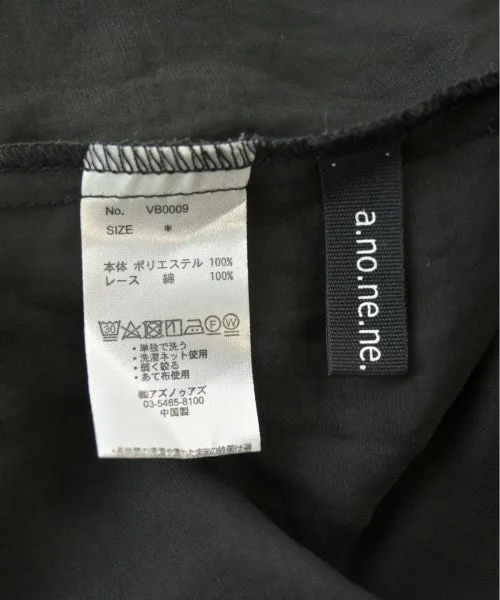 No. VB0009
SIZE *
本体 ポリエステル 100%
レース 綿 100%
30 F W
・単独で洗う
・洗濯ネット使用
・弱く絞る
・あて布使用
㈱アズノゥアズ
03-5465-8100
中国製
a.no.ne.ne.